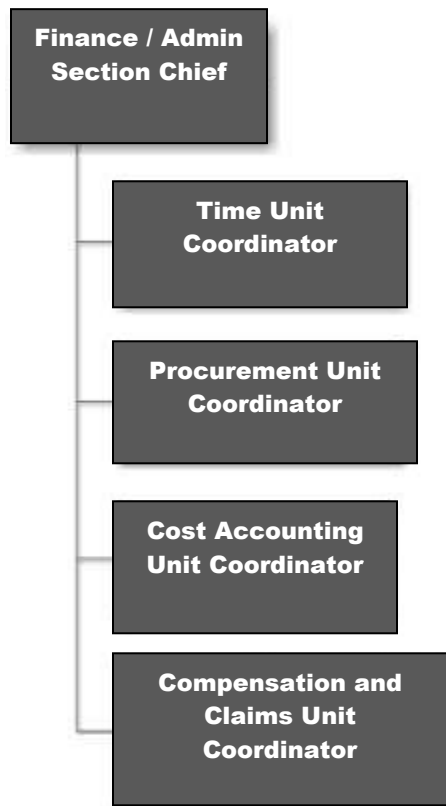 Finance / Admin
Section Chief
Time Unit
Coordinator
Procurement Unit
Coordinator
Cost Accounting
Unit Coordinator
Compensation and
Claims Unit
Coordinator